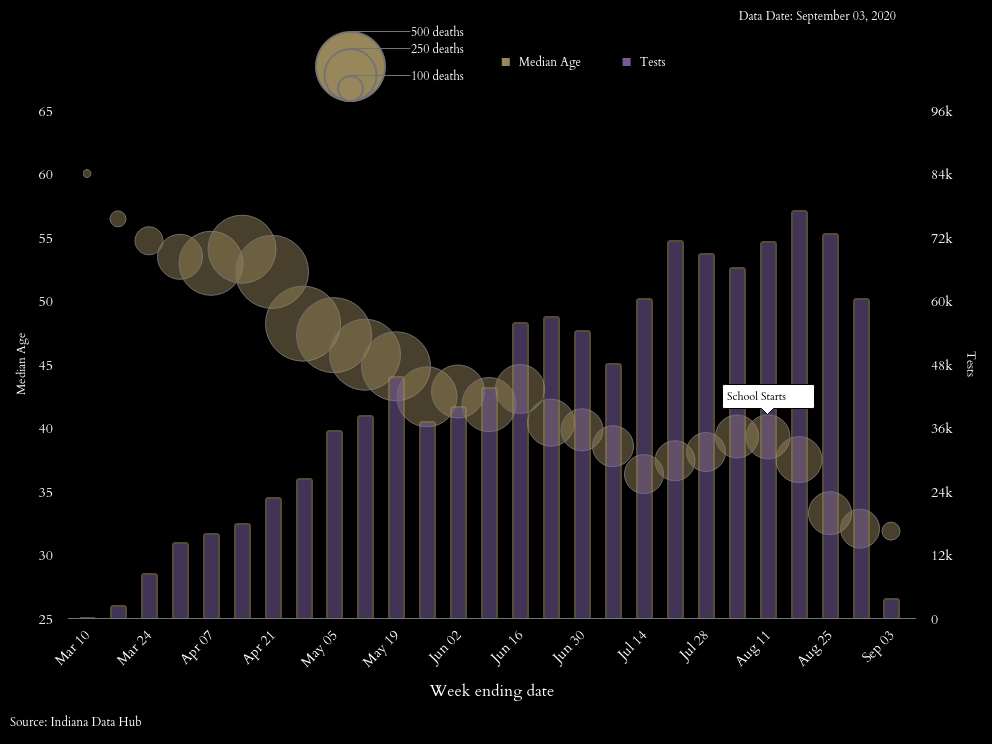 Data Date: September 03, 2020
500 deaths
250 deaths
100 deaths
Median Age
Tests
65
60
55
50
45
40
35
30
25
Median Age
96k
84k
72k
60k
48k
36k
24k
12k
0
Tests
School Starts
Mar 10
Mar 24
Apr 07
Apr 21
May 05
May 19
Jun 02
Jun 16
Jun 30
Jul 14
Jul 28
Aug 11
Aug 25
Sep 03
Week ending date
Source: Indiana Data Hub